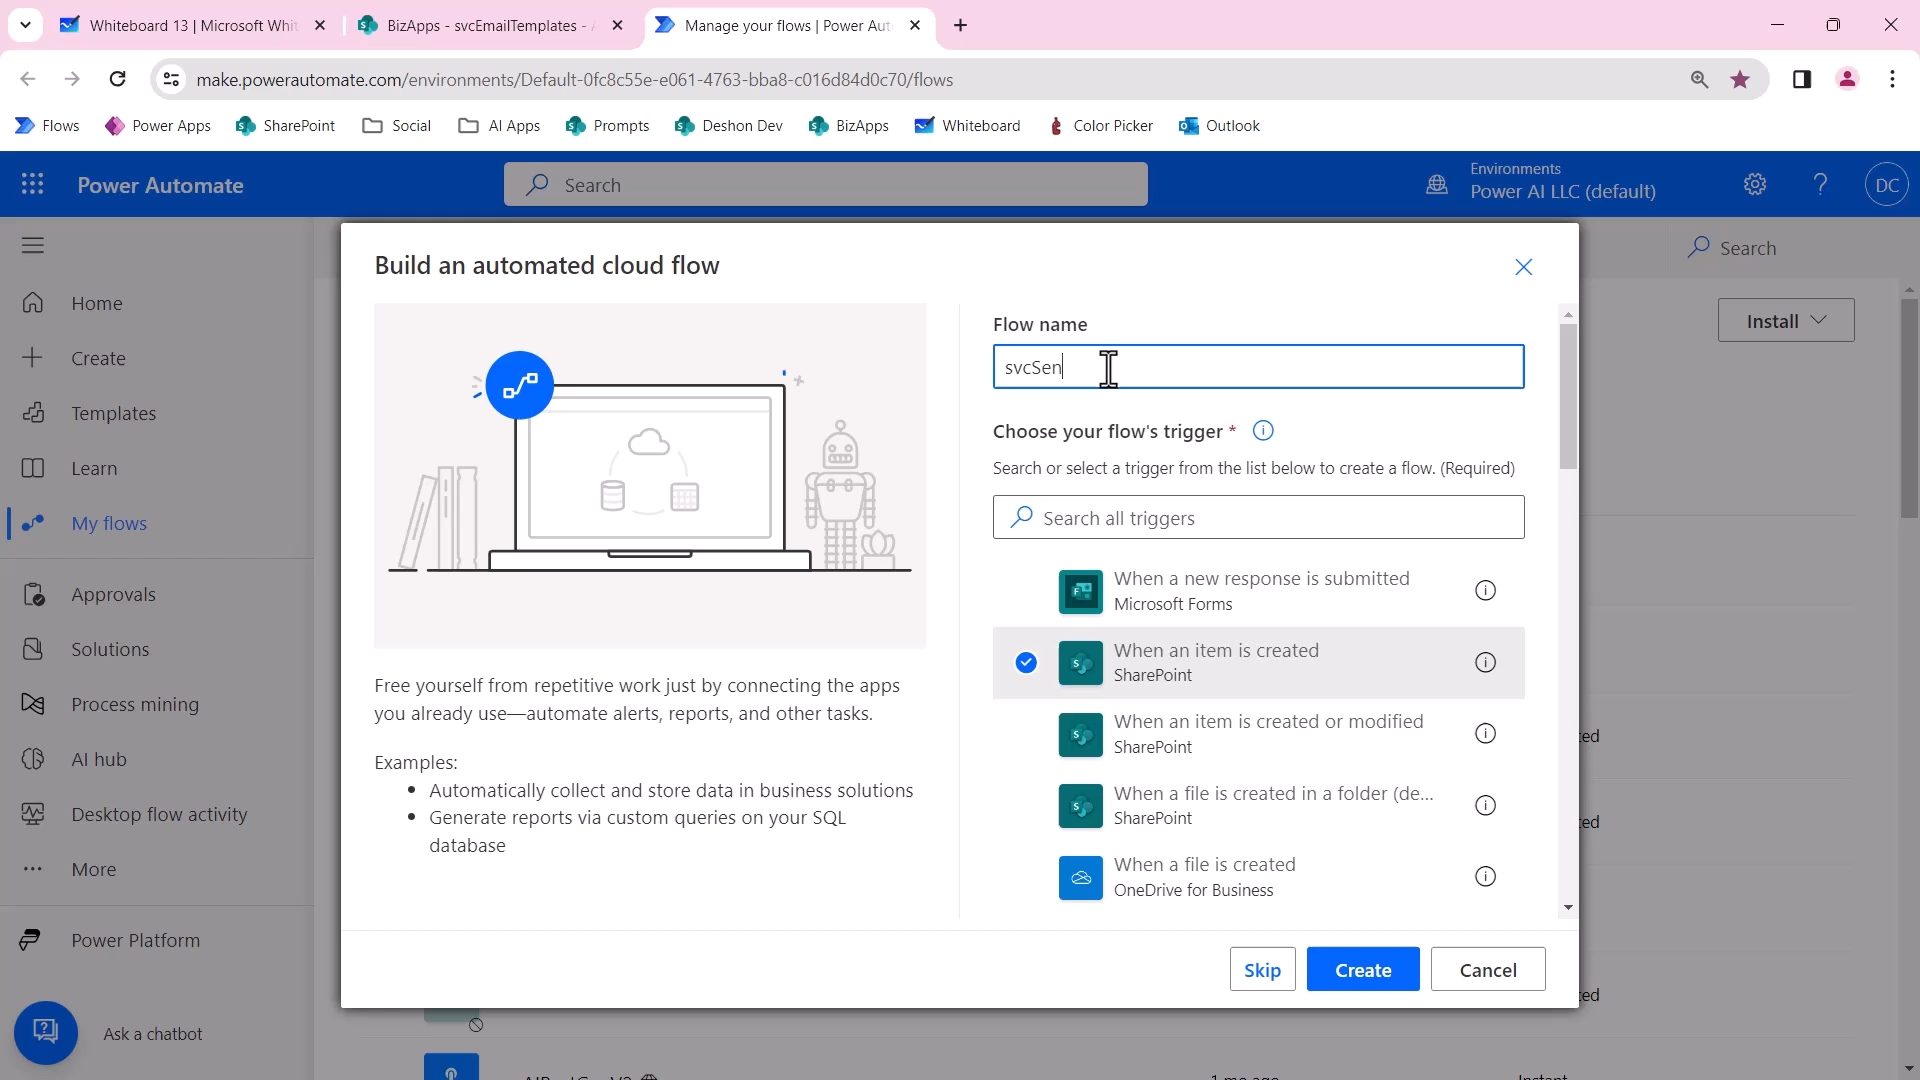 Whiteboard 13 | Microsoft Whit
BizApps - svcEmailTemplates -
Manage your flows | Power Aut
make.powerautomate.com/environments/Default-0fc8c55e-e061-4763-bba8-c016d84d0c70/flows
Flows
Power Apps
SharePoint
Social
AI Apps
Prompts
Deshon Dev
BizApps
Whiteboard
Color Picker
Outlook
Power Automate
Search
Environments
Power AI LLC (default)
DC
Home
Create
Templates
Learn
My flows
Approvals
Solutions
Process mining
AI hub
Desktop flow activity
More
Power Platform
Ask a chatbot
Search
Install
Build an automated cloud flow
Free yourself from repetitive work just by connecting the apps
you already use—automate alerts, reports, and other tasks.
Examples:
• Automatically collect and store data in business solutions
• Generate reports via custom queries on your SQL
database
Flow name
svcSen
Choose your flow's trigger *
Search or select a trigger from the list below to create a flow. (Required)
Search all triggers
When a new response is submitted
Microsoft Forms
When an item is created
SharePoint
When an item is created or modified
SharePoint
When a file is created in a folder (de...
SharePoint
When a file is created
OneDrive for Business
Skip
Create
Cancel
ted
ted
ted
1 mo ago
Instant